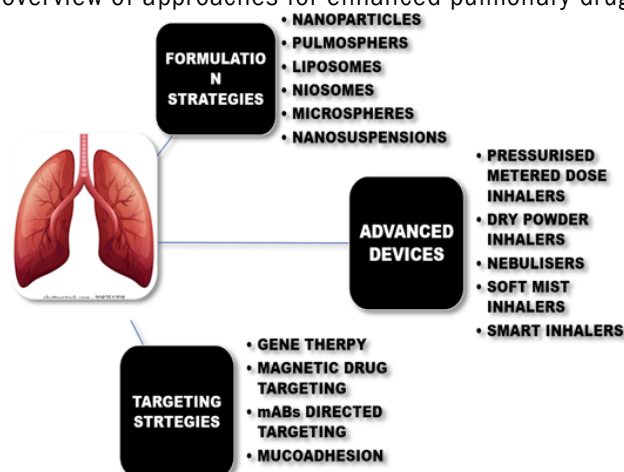 overview of approaches for enhanced pulmonary drug
FORMULATIO
N
STRATEGIES
• NANOPARTICLES
• PULMOSPHERS
• LIPOSOMES
• NIOSOMES
• MICROSPHERES
• NANOSUSPENSIONS
ADVANCED
DEVICES
• PRESSURISED
METERED DOSE
INHALERS
• DRY POWDER
INHALERS
• NEBULISERS
• SOFT MIST
INHALERS
• SMART INHALERS
TARGETING
STRTEGIES
• GENE THERPY
• MAGNETIC DRUG
TARGETING
• mABs DIRECTED
TARGETING
• MUCOADHESION